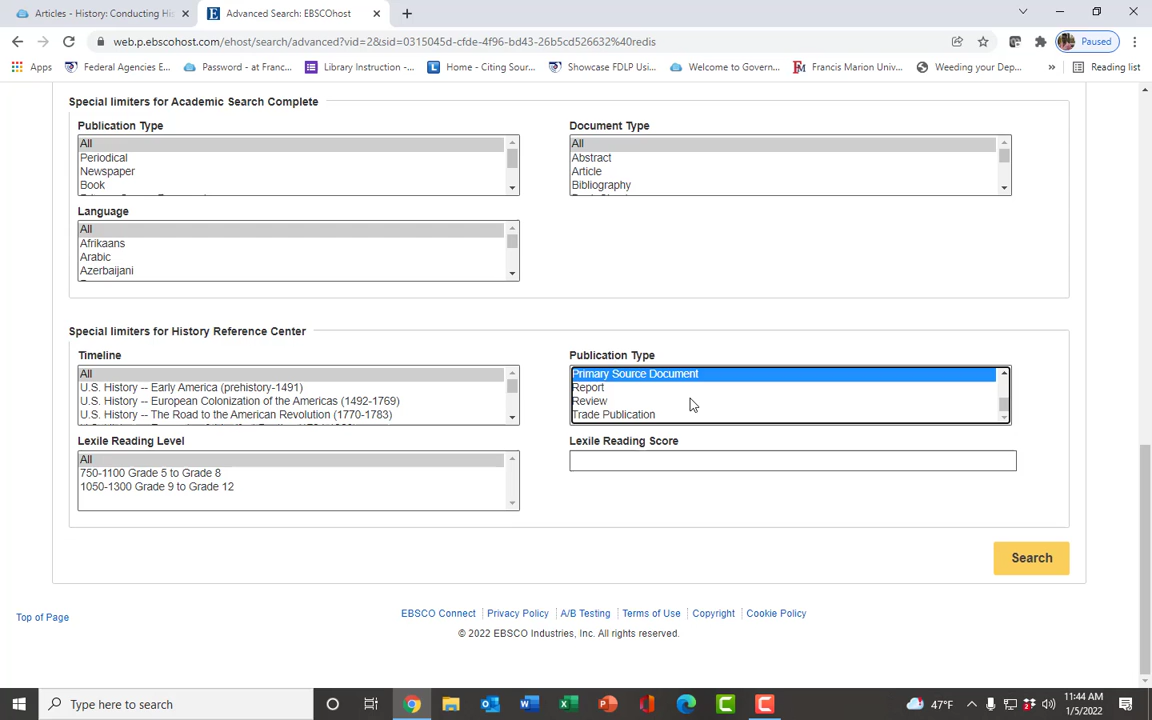 Articles - History: Conducting His
Advanced Search: EBSCOhost
web.p.ebscohost.com/ehost/search/advanced?vid=2&sid=0315045d-cfde-4f96-bd43-26b5cd526632%40redis
Paused
Apps
Federal Agencies E...
Password - at Franc...
Library Instruction -...
Home - Citing Sour...
Showcase FDLP Usi...
Welcome to Govern...
Francis Marion Univ...
Weeding your Dep...
»
Reading list
Special limiters for Academic Search Complete
Publication Type
All
Periodical
Newspaper
Book
Document Type
All
Abstract
Article
Bibliography
Language
All
Afrikaans
Arabic
Azerbaijani
Special limiters for History Reference Center
Timeline
All
U.S. History -- Early America (prehistory-1491)
U.S. History -- European Colonization of the Americas (1492-1769)
U.S. History -- The Road to the American Revolution (1770-1783)
Publication Type
Primary Source Document
Report
Review
Trade Publication
Lexile Reading Level
All
750-1100 Grade 5 to Grade 8
1050-1300 Grade 9 to Grade 12
Lexile Reading Score
Search
Top of Page
EBSCO Connect
Privacy Policy
A/B Testing
Terms of Use
Copyright
Cookie Policy
© 2022 EBSCO Industries, Inc. All rights reserved.
Type here to search
47°F
11:44 AM
1/5/2022